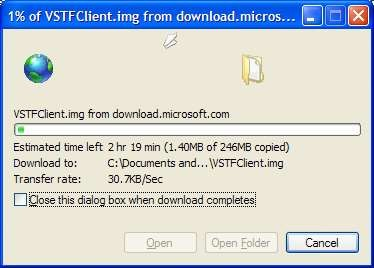 1% of VSTFClient.img from download.micros...
VSTFClient.img from download.microsoft.com
Estimated time left 2 hr 19 min (1.40MB of 246MB copied)
Download to: C:\Documents and...\VSTFClient.img
Transfer rate: 30.7KB/Sec
Close this dialog box when download completes
Open
Open Folder
Cancel